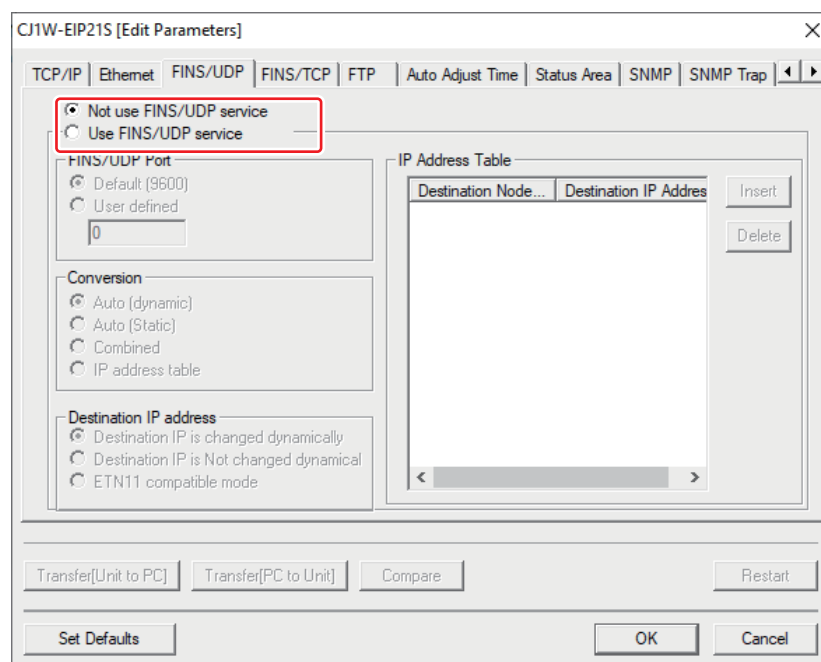 CJ1W-EIP21S [Edit Parameters]
TCP/IP Ethernet FINS/UDP FINS/TCP FTP Auto Adjust Time Status Area SNMP SNMP Trap
Not use FINS/UDP service
Use FINS/UDP service
FINS/UDP Port
Default (9600)
User defined
0
Conversion
Auto (dynamic)
Auto (Static)
Combined
IP address table
Destination IP address
Destination IP is changed dynamically
Destination IP is Not changed dynamical
ETN11 compatible mode
IP Address Table
Destination Node... Destination IP Addres
Insert
Delete
Transfer[Unit to PC] Transfer[PC to Unit] Compare Restart
Set Defaults OK Cancel